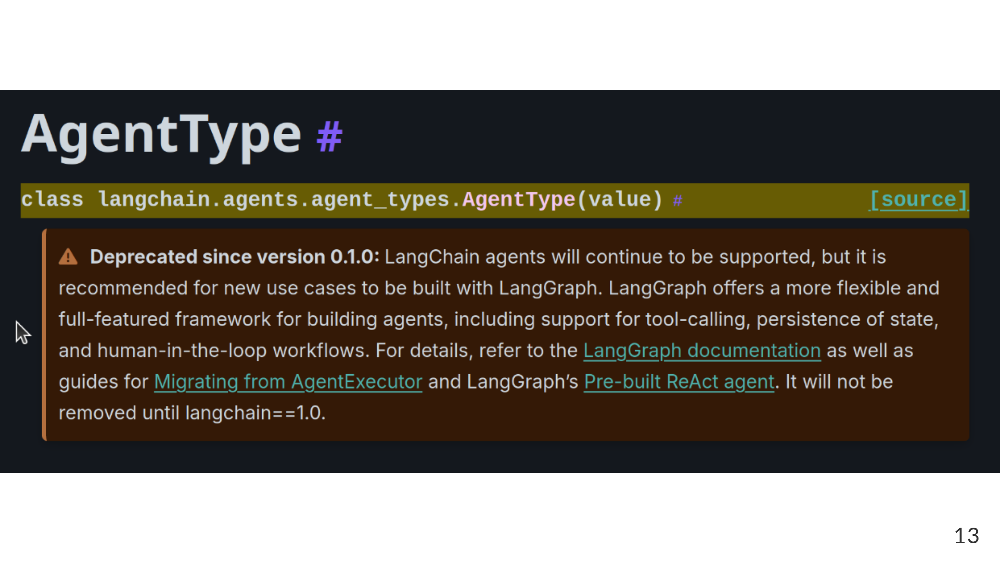 AgentType #
class langchain.agents.agent_types.AgentType(value) # [source]
Deprecated since version 0.1.0: LangChain agents will continue to be supported, but it is
recommended for new use cases to be built with LangGraph. LangGraph offers a more flexible and
full-featured framework for building agents, including support for tool-calling, persistence of state,
and human-in-the-loop workflows. For details, refer to the LangGraph documentation as well as
guides for Migrating from AgentExecutor and LangGraph’s Pre-built ReAct agent. It will not be
removed until langchain==1.0.
13